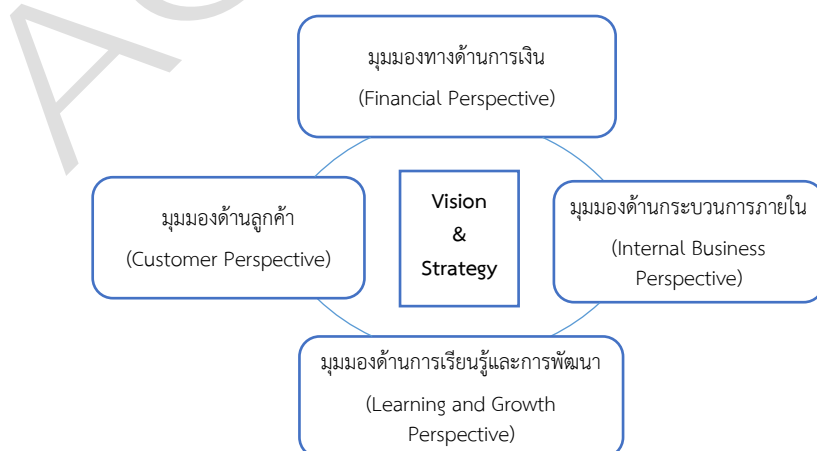 มุมมองทางด้านการเงิน
(Financial Perspective)
มุมมองด้านลูกค้า
(Customer Perspective)
Vision
&
Strategy
มุมมองด้านกระบวนการภายใน
(Internal Business
Perspective)
มุมมองด้านการเรียนรู้และการพัฒนา
(Learning and Growth
Perspective)